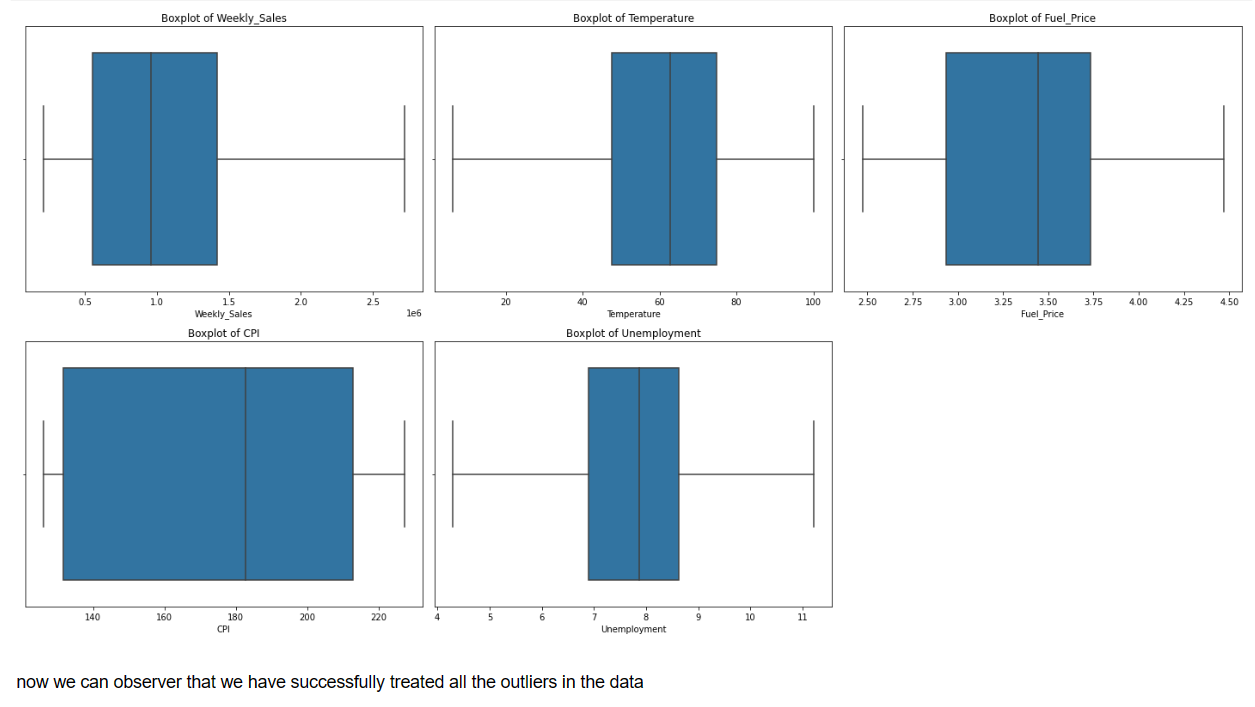 Boxplot of Weekly_Sales Boxplot of Temperature Boxplot of Fuel_Price
0.5 1.0 1.5 2.0 2.5 20 40 60 80 100 2.50 2.75 3.00 3.25 3.50 3.75 4.00 4.25 4.50
Weekly_Sales 1e6 Temperature Fuel_Price
Boxplot of CPI Boxplot of Unemployment
140 160 180 200 220 4 5 6 7 8 9 10 11
CPI Unemployment
now we can observer that we have successfully treated all the outliers in the data